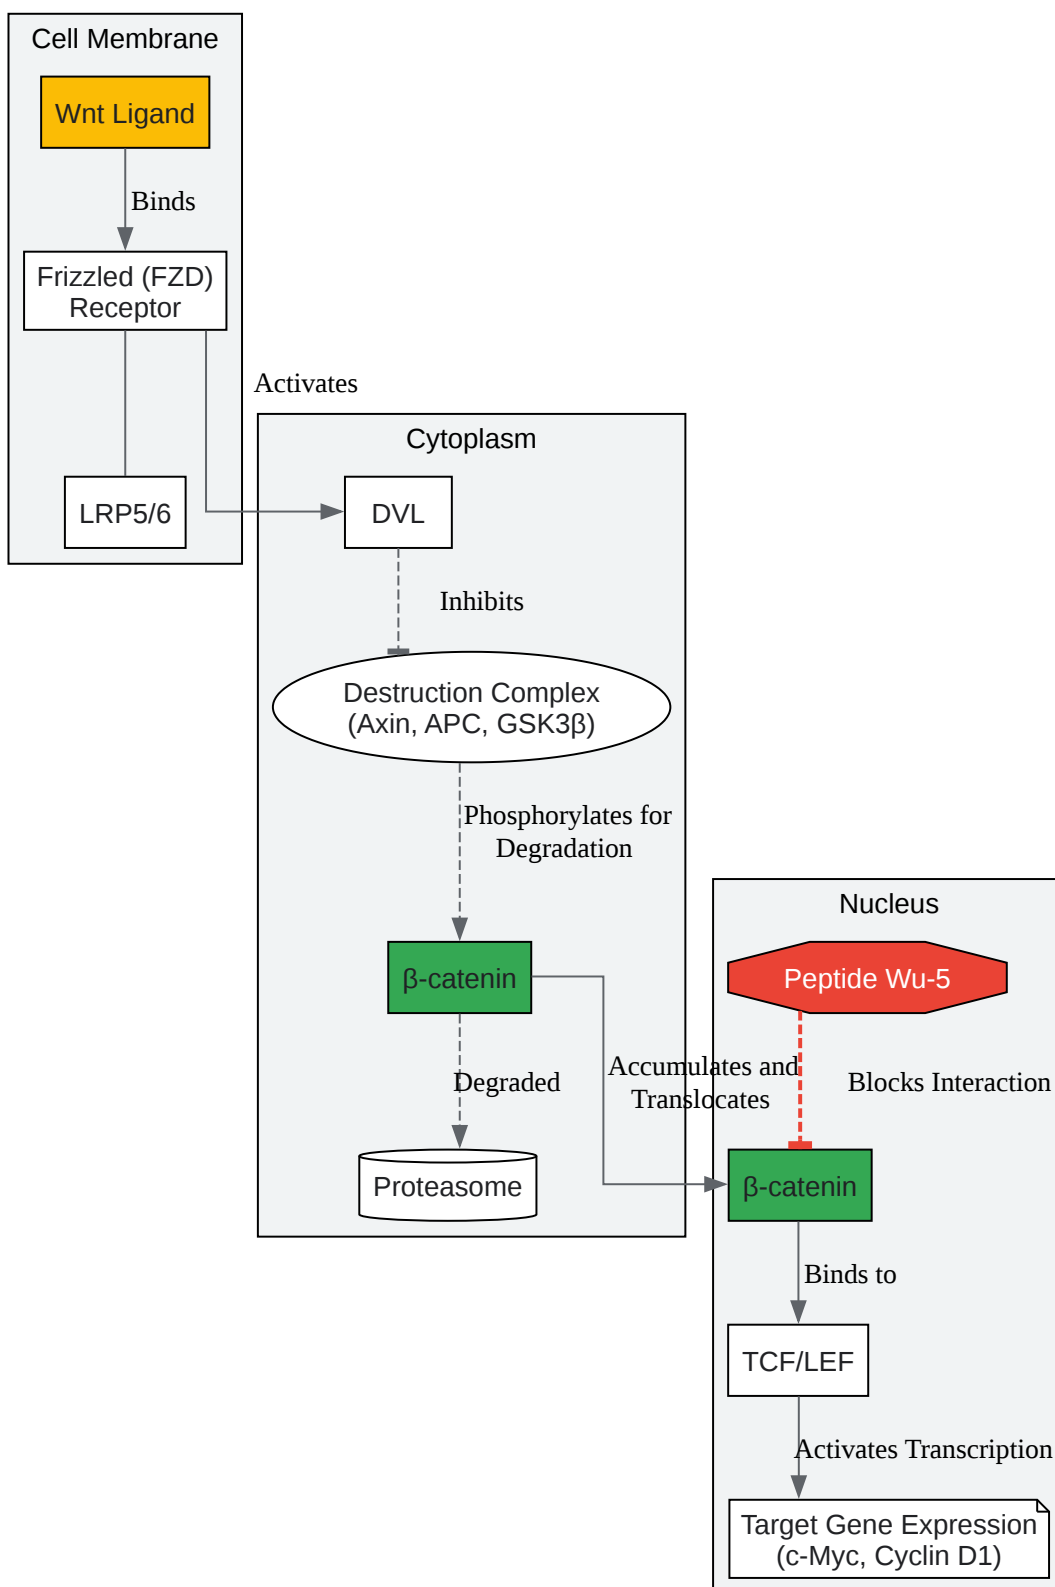 Cell Membrane
Wnt Ligand
Binds
Frizzled (FZD)
Receptor
Activates
LRP5/6
Cytoplasm
DVL
Inhibits
Destruction Complex
(Axin, APC, GSK3β)
Phosphorylates for
Degradation
β-catenin
Degraded
Proteasome
Accumulates and
Translocates
Nucleus
Peptide Wu-5
Blocks Interaction
β-catenin
Binds to
TCF/LEF
Activates Transcription
Target Gene Expression
(c-Myc, Cyclin D1)